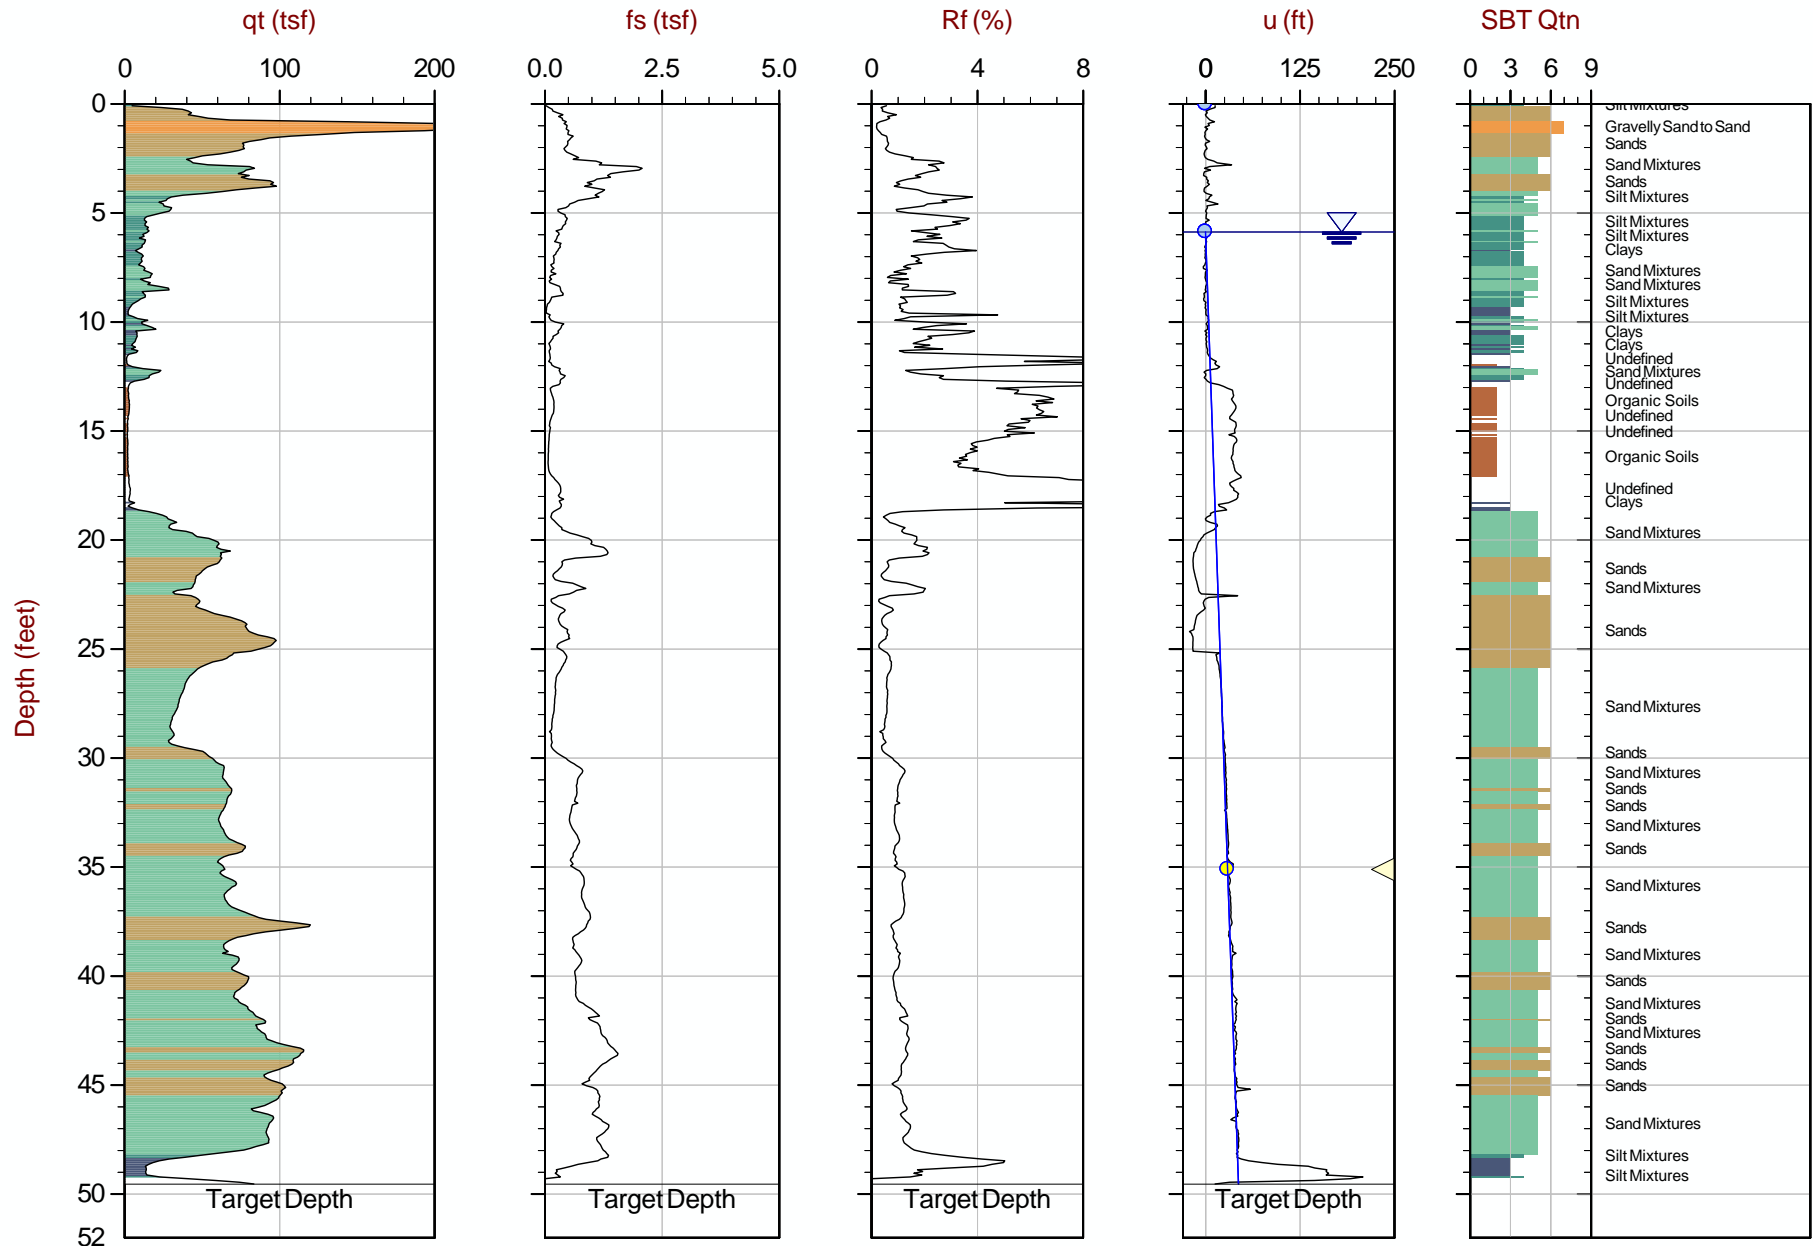 qt (tsf) fs (tsf) Rf (%) u (ft) SBT Qtn
0 100 200 0.0 2.5 5.0 0 4 8 0 125 250 0 3 6 9
0
5
10
15
20
25
30
35
40
45
50
52
Depth (feet)
Silt Mixtures
Gravelly Sand to Sand
Sands
Sand Mixtures
Sands
Silt Mixtures
Silt Mixtures
Silt Mixtures
Clays
Sand Mixtures
Sand Mixtures
Silt Mixtures
Silt Mixtures
Clays
Clays
Undefined
Sand Mixtures
Undefined
Organic Soils
Undefined
Undefined
Organic Soils
Undefined
Clays
Sand Mixtures
Sands
Sand Mixtures
Sands
Sand Mixtures
Sands
Sand Mixtures
Sands
Sands
Sand Mixtures
Sands
Sand Mixtures
Sands
Sand Mixtures
Sands
Sand Mixtures
Sands
Sand Mixtures
Sands
Sands
Sands
Sand Mixtures
Silt Mixtures
Silt Mixtures
Target Depth Target Depth Target Depth Target Depth